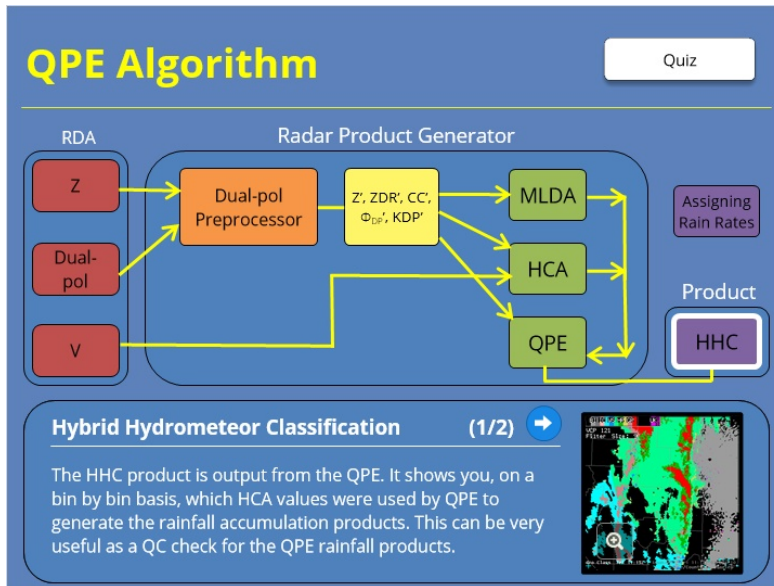 QPE Algorithm
Quiz
RDA
Radar Product Generator
Z
Dual-pol
Preprocessor
Z’, ZDR’, CC’,
ΦDP’, KDP’
MLDA
Assigning
Rain Rates
Dual-
pol
HCA
Product
V
QPE
HHC
Hybrid Hydrometeor Classification (1/2)
The HHC product is output from the QPE. It shows you, on a
bin by bin basis, which HCA values were used by QPE to
generate the rainfall accumulation products. This can be very
useful as a QC check for the QPE rainfall products.
VCP 121